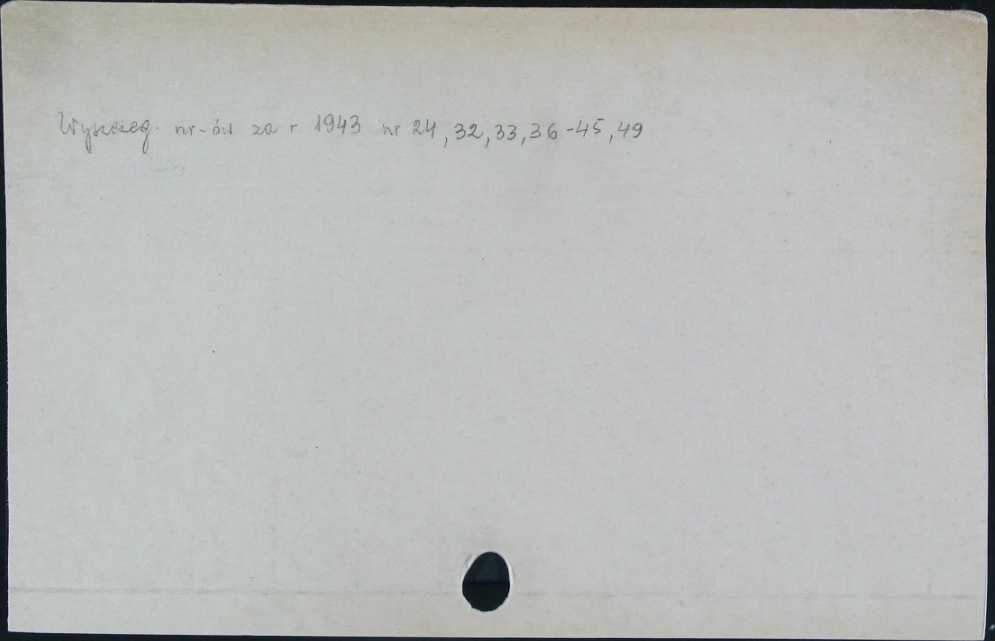 Wyszczeg. nr-ów za r 1943 nr 24, 32, 33, 36-45, 49